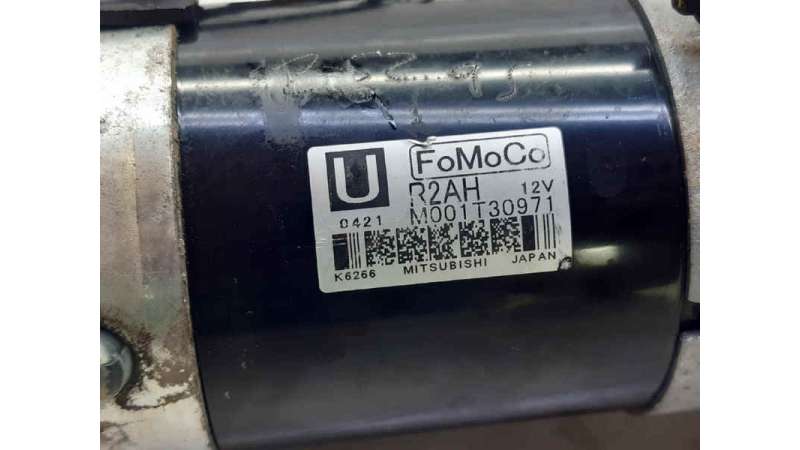 U FoMoCo
R2AH 12V
0421 M001T30971
K6266 MITSUBISHI JAPAN